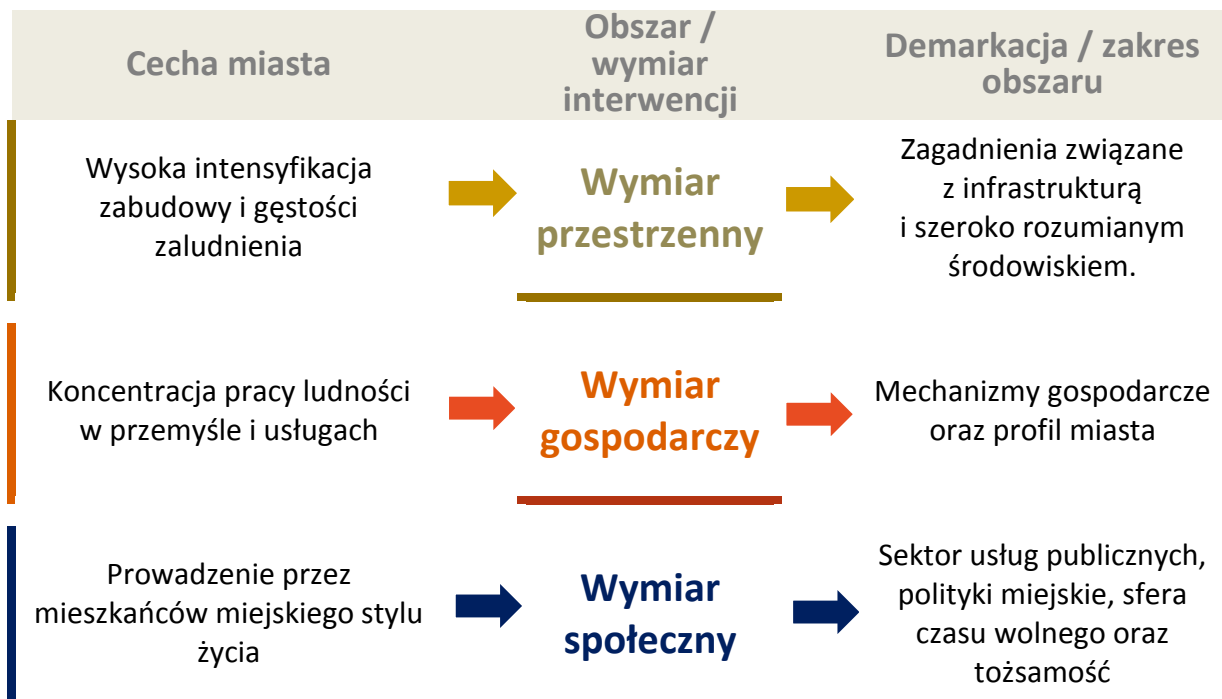 Cecha miasta
Obszar /
wymiar
interwencji
Demarkacja / zakres
obszaru
Wysoka intensyfikacja
zabudowy i gęstości
zaludnienia
Wymiar
przestrzenny
Zagadnienia związane
z infrastrukturą
i szeroko rozumianym
środowiskiem.
Koncentracja pracy ludności
w przemyśle i usługach
Wymiar
gospodarczy
Mechanizmy gospodarcze
oraz profil miasta
Prowadzenie przez
mieszkańców miejskiego stylu
życia
Wymiar
społeczny
Sektor usług publicznych,
polityki miejskie, sfera
czasu wolnego oraz
tożsamość